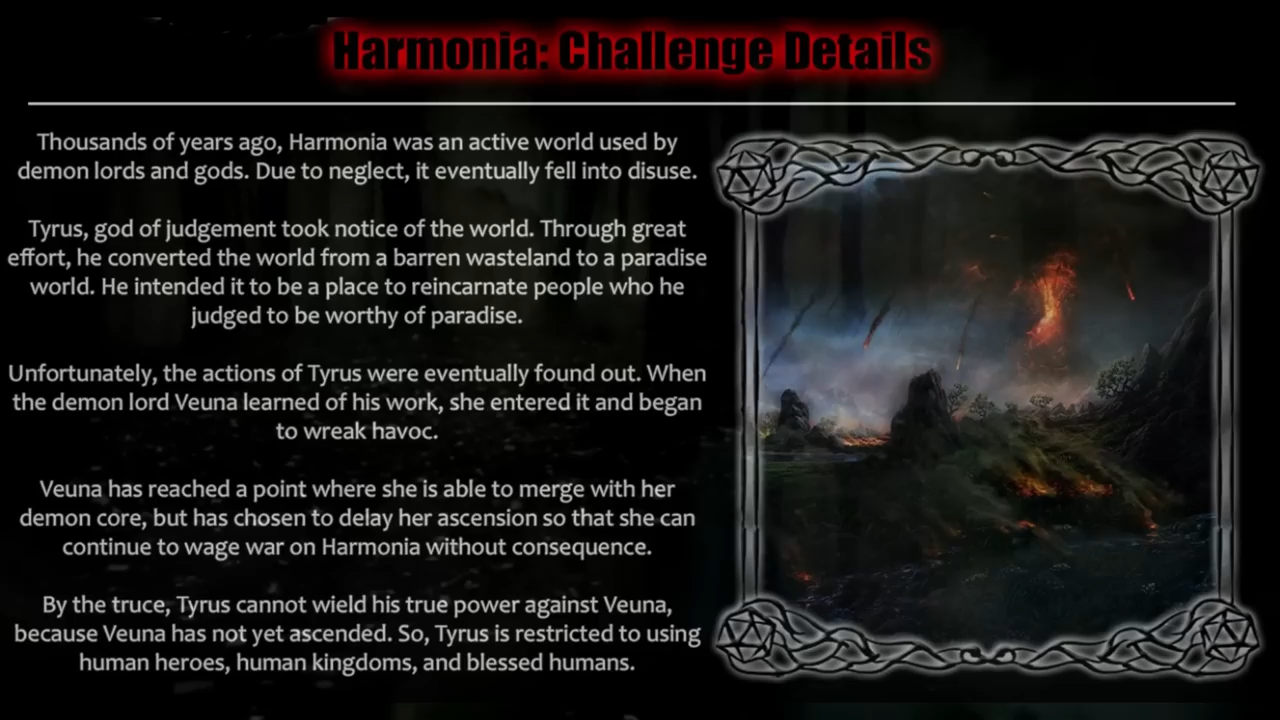 Harmonia: Challenge Details
Thousands of years ago, Harmonia was an active world used by
demon lords and gods. Due to neglect, it eventually fell into disuse.
Tyrus, god of judgement took notice of the world. Through great
effort, he converted the world from a barren wasteland to a paradise
world. He intended it to be a place to reincarnate people who he
judged to be worthy of paradise.
Unfortunately, the actions of Tyrus were eventually found out. When
the demon lord Veuna learned of his work, she entered it and began
to wreak havoc.
Veuna has reached a point where she is able to merge with her
demon core, but has chosen to delay her ascension so that she can
continue to wage war on Harmonia without consequence.
By the truce, Tyrus cannot wield his true power against Veuna,
because Veuna has not yet ascended. So, Tyrus is restricted to using
human heroes, human kingdoms, and blessed humans.